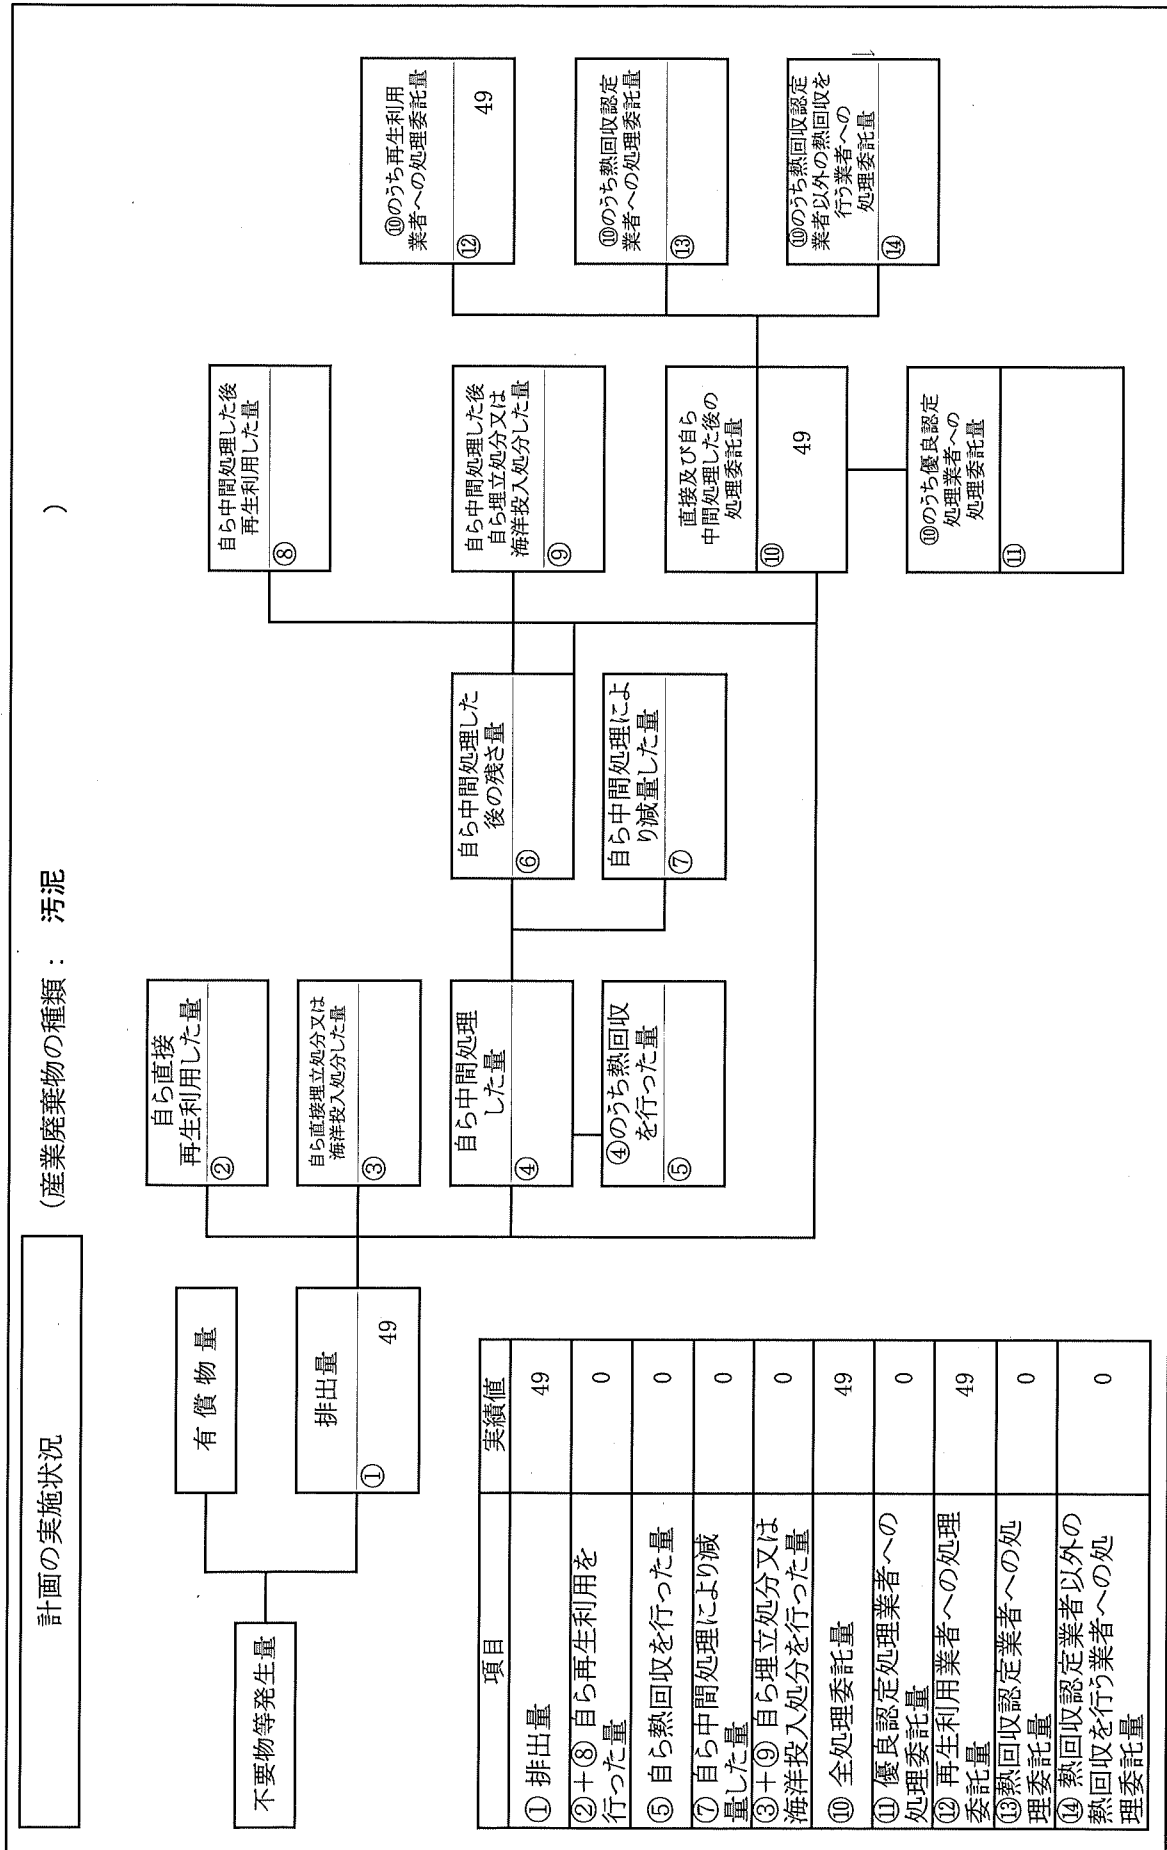 計画の実施状況
(産業廃棄物の種類： 汚泥 )
不要物等発生量
有償物量
排出量
① 49
自ら直接
再生利用した量
②
自ら直接埋立処分又は
海洋投入処分した量
③
自ら中間処理
した量
④
④のうち熱回収
を行った量
⑤
自ら中間処理した
後の残さ量
⑥
自ら中間処理によ
り減量した量
⑦
自ら中間処理した後
再生利用した量
⑧
自ら中間処理した後
自ら埋立処分又は
海洋投入処分した量
⑨
直接及び自ら
中間処理した後の
処理委託量
⑩ 49
⑩のうち優良認定
処理業者への
処理委託量
⑪
⑩のうち再生利用
業者への処理委託量
⑫ 49
⑩のうち熱回収認定
業者への処理委託量
⑬
⑩のうち熱回収認定
業者以外の熱回収を
行う業者への
処理委託量
⑭
項目 実績値
① 排出量 49
②＋⑧ 自ら再生利用を
行った量 0
⑤ 自ら熱回収を行った量 0
⑦ 自ら中間処理により減
量した量 0
③＋⑨ 自ら埋立処分又は
海洋投入処分を行った量 0
⑩ 全処理委託量 49
⑪ 優良認定処理業者への
処理委託量 0
⑫ 再生利用業者への処理
委託量 49
⑬熱回収認定業者への処
理委託量 0
⑭ 熱回収認定業者以外の
熱回収を行う業者への処
理委託量 0